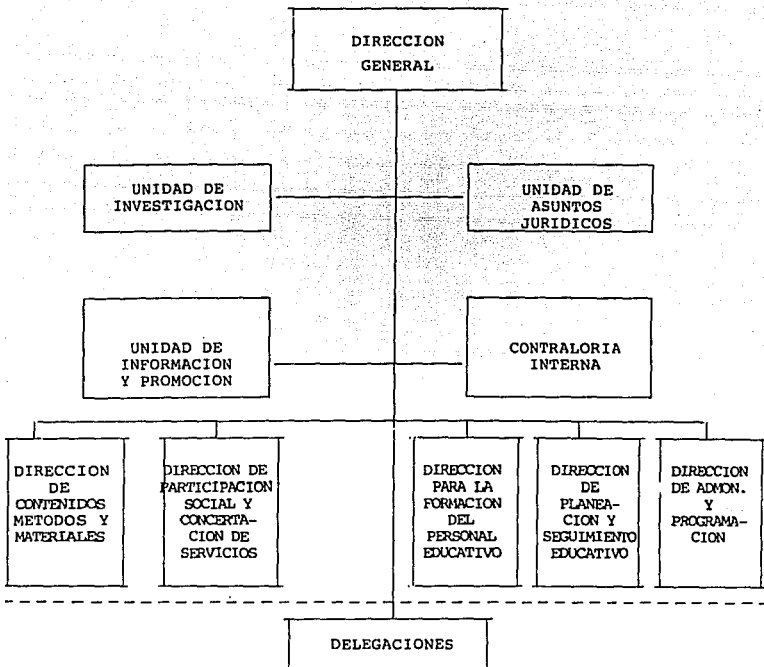 DIRECCION
GENERAL
UNIDAD DE
INVESTIGACION
UNIDAD DE
ASUNTOS
JURIDICOS
UNIDAD DE
INFORMACION
Y PROMOCION
CONTRALORIA
INTERNA
DIRECCION
DE
CONTENIDOS
METODOS Y
MATERIALES
DIRECCION DE
PARTICIPACION
SOCIAL Y
CONCERTA-
CION DE
SERVICIOS
DIRECCION
PARA LA
FORMACION
DEL
PERSONAL
EDUCATIVO
DIRECCION
DE
PLANEA-
CION Y
SEGUIMIENTO
EDUCATIVO
DIRECCION
DE ADMON.
Y
PROGRAMA-
CION
DELEGACIONES